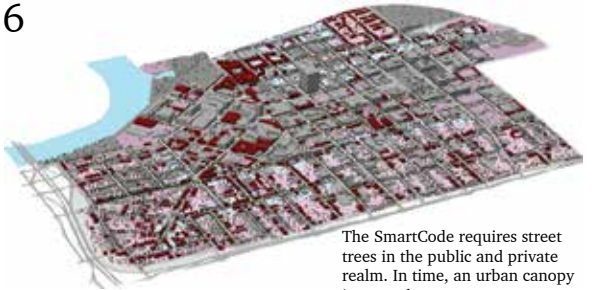 6
The SmartCode requires street
trees in the public and private
realm. In time, an urban canopy